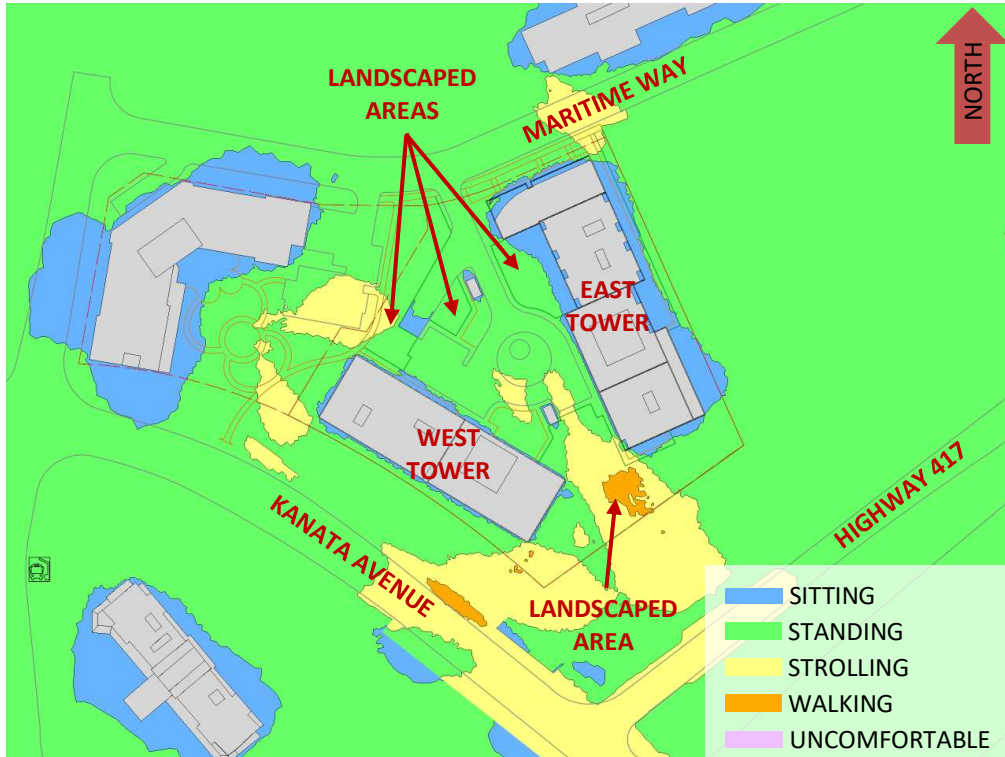 NORTH
LANDSCAPED
AREAS
MARITIME WAY
EAST
TOWER
WEST
TOWER
KANATA AVENUE
HIGHWAY 417
LANDSCAPED
AREA
SITTING
STANDING
STROLLING
WALKING
UNCOMFORTABLE